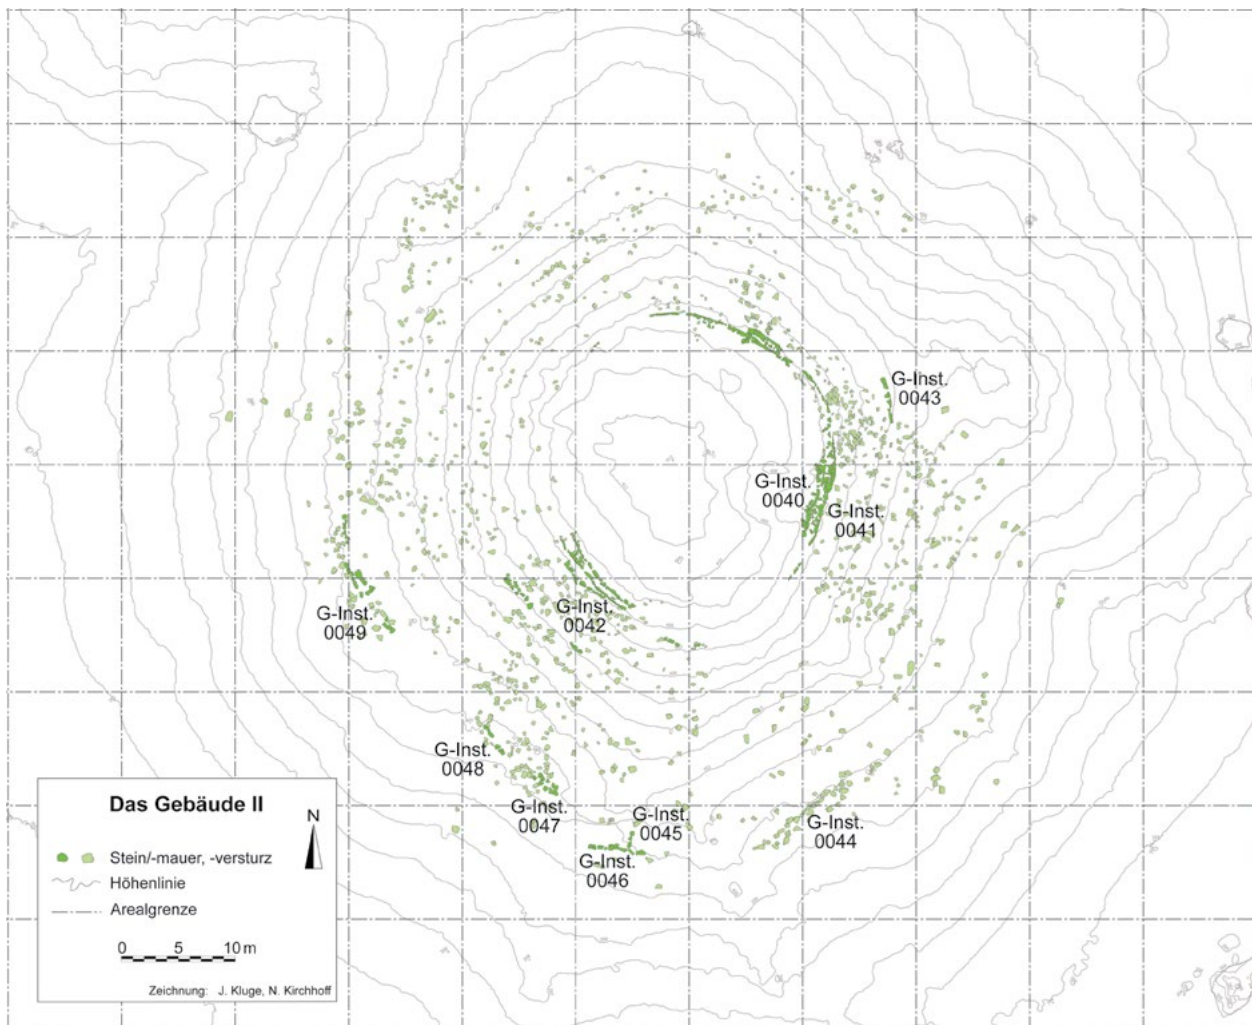 G-Inst.
0043
G-Inst.
0040
G-Inst.
0041
G-Inst.
0042
G-Inst.
0049
G-Inst.
0048
G-Inst.
0047
G-Inst.
0045
G-Inst.
0046
G-Inst.
0044
Das Gebäude II
N
Stein/-mauer, -versturz
Höhenlinie
Arealgrenze
0 5 10 m
Zeichnung: J. Kluge, N. Kirchhoff